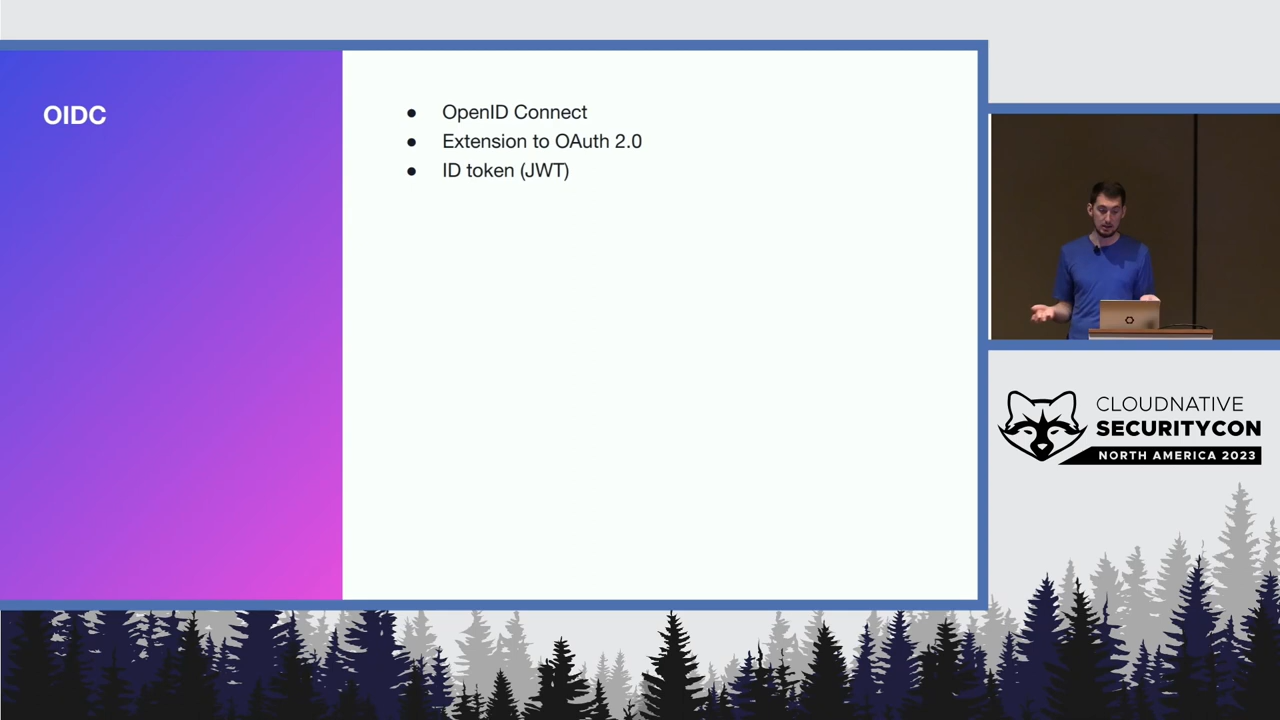 OIDC
● OpenID Connect
● Extension to OAuth 2.0
● ID token (JWT)
CLOUDNATIVE
SECURITYCON
NORTH AMERICA 2023